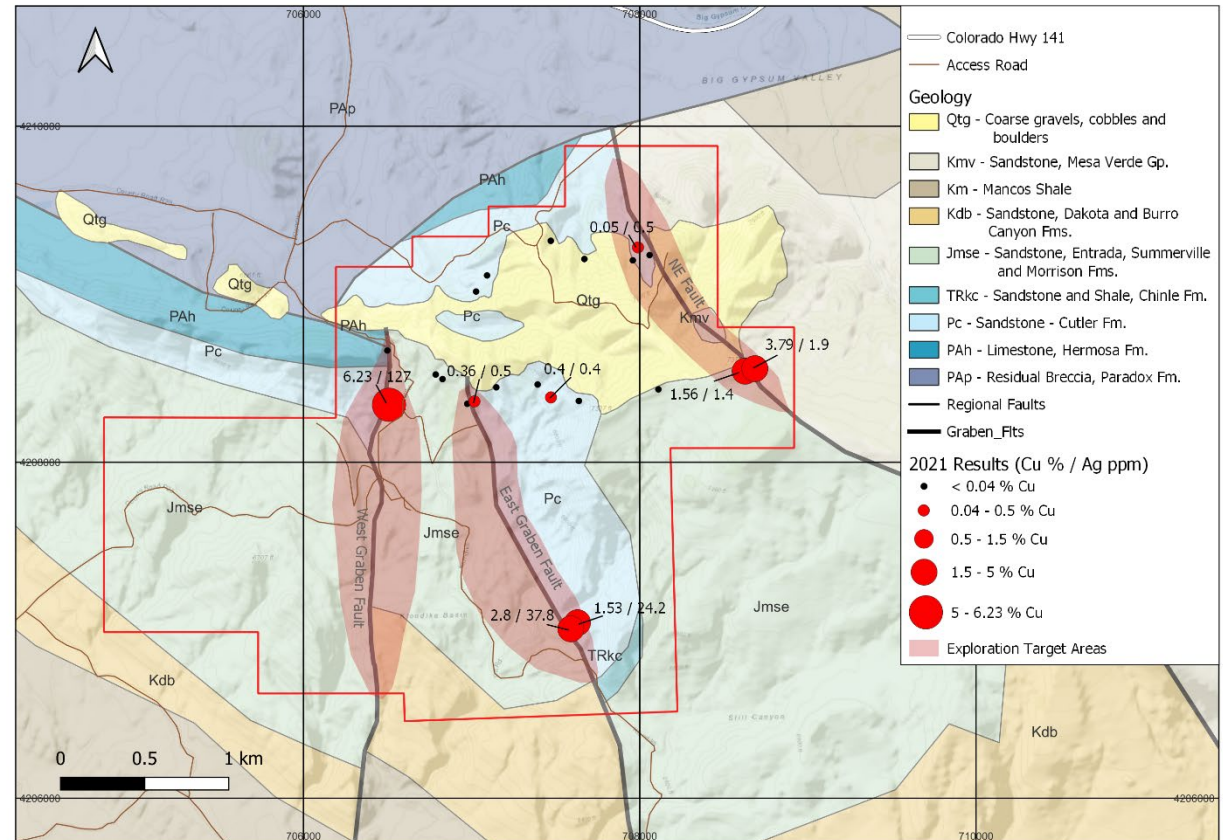 706000
708000
Big Gypsum V
Colorado Hwy 141
Access Road
Geology
Qtg - Coarse gravels, cobbles and
boulders
Kmv - Sandstone, Mesa Verde Gp.
Km - Mancos Shale
Kdb - Sandstone, Dakota and Burro
Canyon Fms.
Jmse - Sandstone, Entrada, Summerville
and Morrison Fms.
TRkc - Sandstone and Shale, Chinle Fm.
Pc - Sandstone - Cutler Fm.
PAh - Limestone, Hermosa Fm.
PAp - Residual Breccia, Paradox Fm.
Regional Faults
Graben_Flts
2021 Results (Cu % / Ag ppm)
< 0.04 % Cu
0.04 - 0.5 % Cu
0.5 - 1.5 % Cu
1.5 - 5 % Cu
5 - 6.23 % Cu
Exploration Target Areas
BIG GYPSUM VALLEY
PAp
4210000
PAh
Qtg
Pc
0.05 / 0.5
NE Fault
Qtg
Qtg
PAh
PAh
Pc
Kmv
Pc
3.79 / 1.9
6.23 / 127
0.36 / 0.5
0.4 / 0.4
1.56 / 1.4
4208000
Jmse
West Graben Fault
Jmse
East Graben Fault
Pc
Klondike Basin
2.8 / 37.8
1.53 / 24.2
Jmse
TRkc
Kdb
Kdb
0
0.5
1 km
4206000
4206000
706000
708000
710000